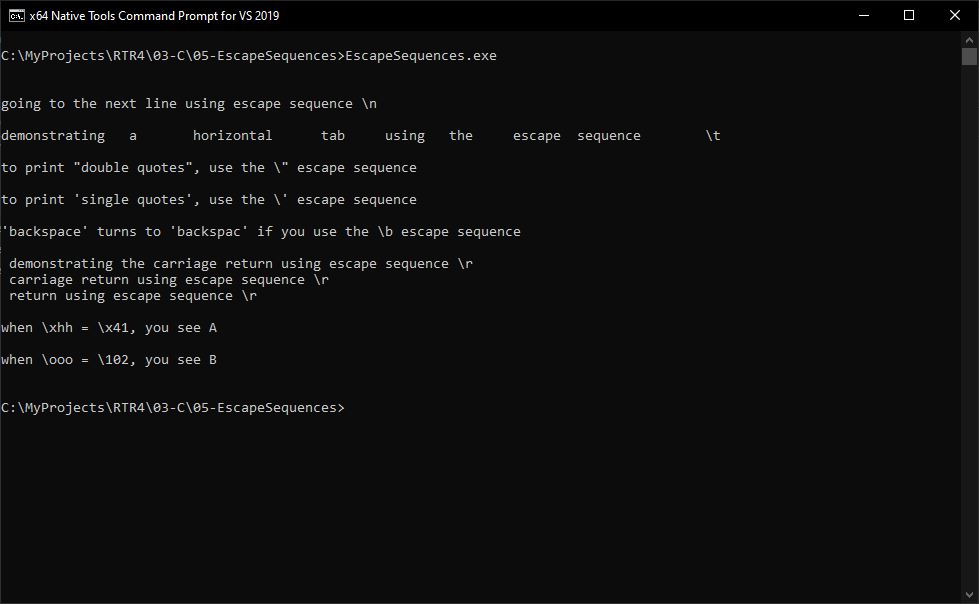 x64 Native Tools Command Prompt for VS 2019
C:\MyProjects\RTR4\03-C\05-EscapeSequences>EscapeSequences.exe
going to the next line using escape sequence \n
demonstrating   a       horizontal      tab     using   the     escape  sequence        \t
to print "double quotes", use the \" escape sequence
to print 'single quotes', use the \' escape sequence
'backspace' turns to 'backspac' if you use the \b escape sequence
 demonstrating the carriage return using escape sequence \r
 carriage return using escape sequence \r
 return using escape sequence \r
when \xhh = \x41, you see A
when \ooo = \102, you see B
C:\MyProjects\RTR4\03-C\05-EscapeSequences>